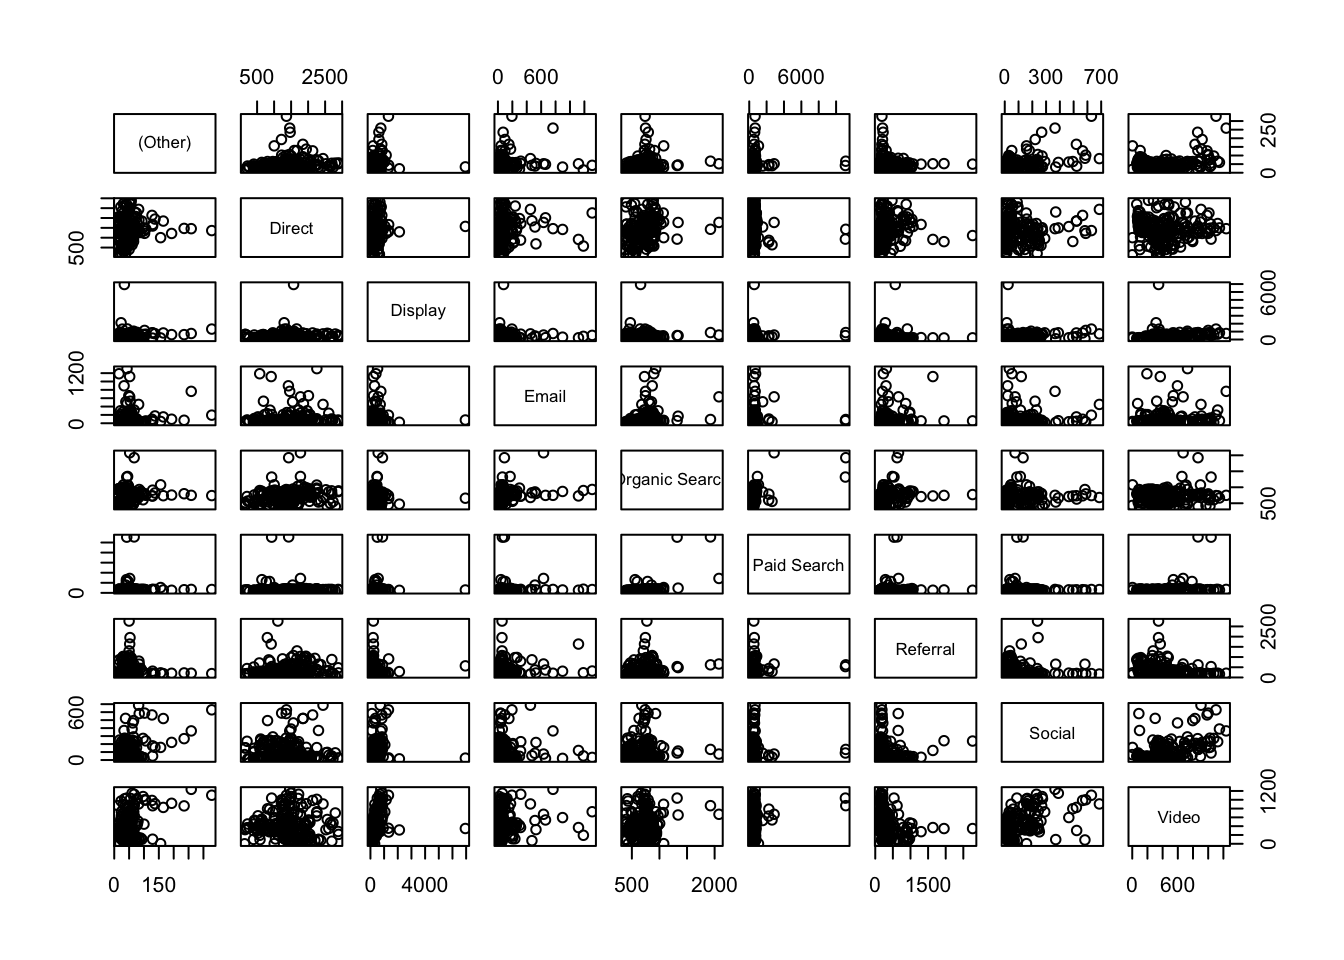 500 2500 0 600 0 6000 0 300 700
(Other) 250 0
500 Direct
Display 6000 0
1200 0 Email
Organic Search 500
0 Paid Search
Referral 2500 0
600 0 Social
Video 1200 0
0 150 0 4000 500 2000 0 1500 0 600